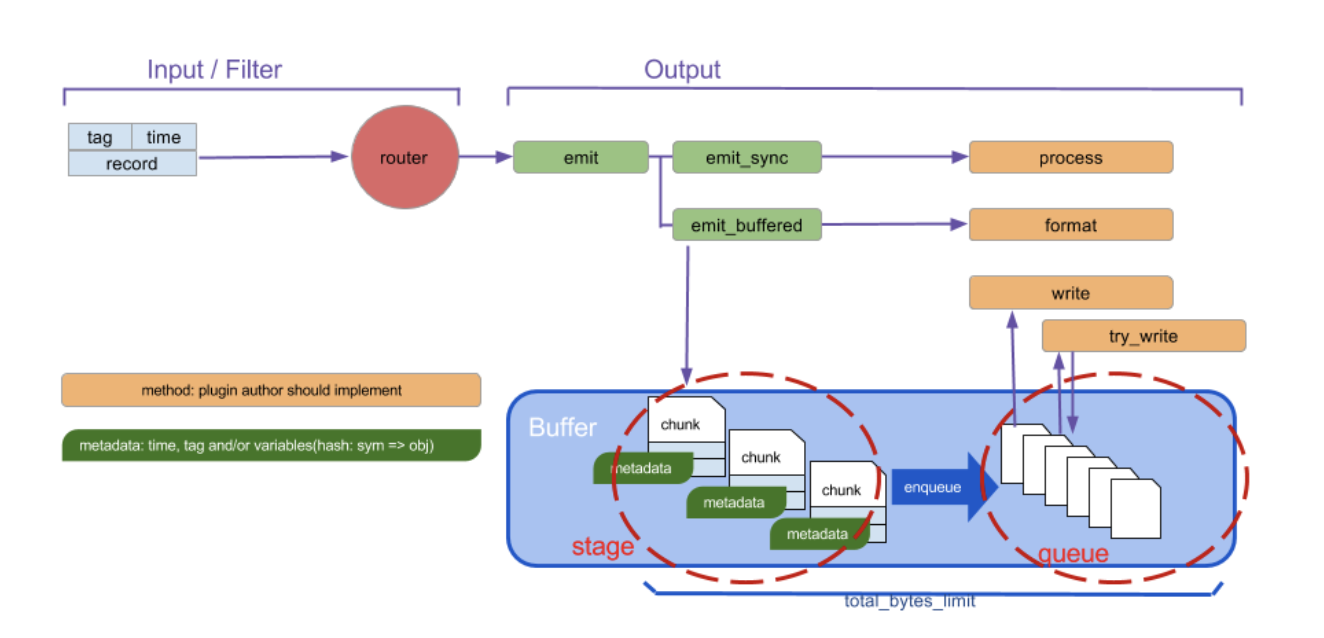 Input / Filter
Output
tag
time
record
router
emit
emit_sync
process
emit_buffered
format
write
try_write
method: plugin author should implement
metadata: time, tag and/or variables(hash: sym => obj)
Buffer
chunk
metadata
chunk
metadata
chunk
metadata
enqueue
stage
queue
total_bytes_limit